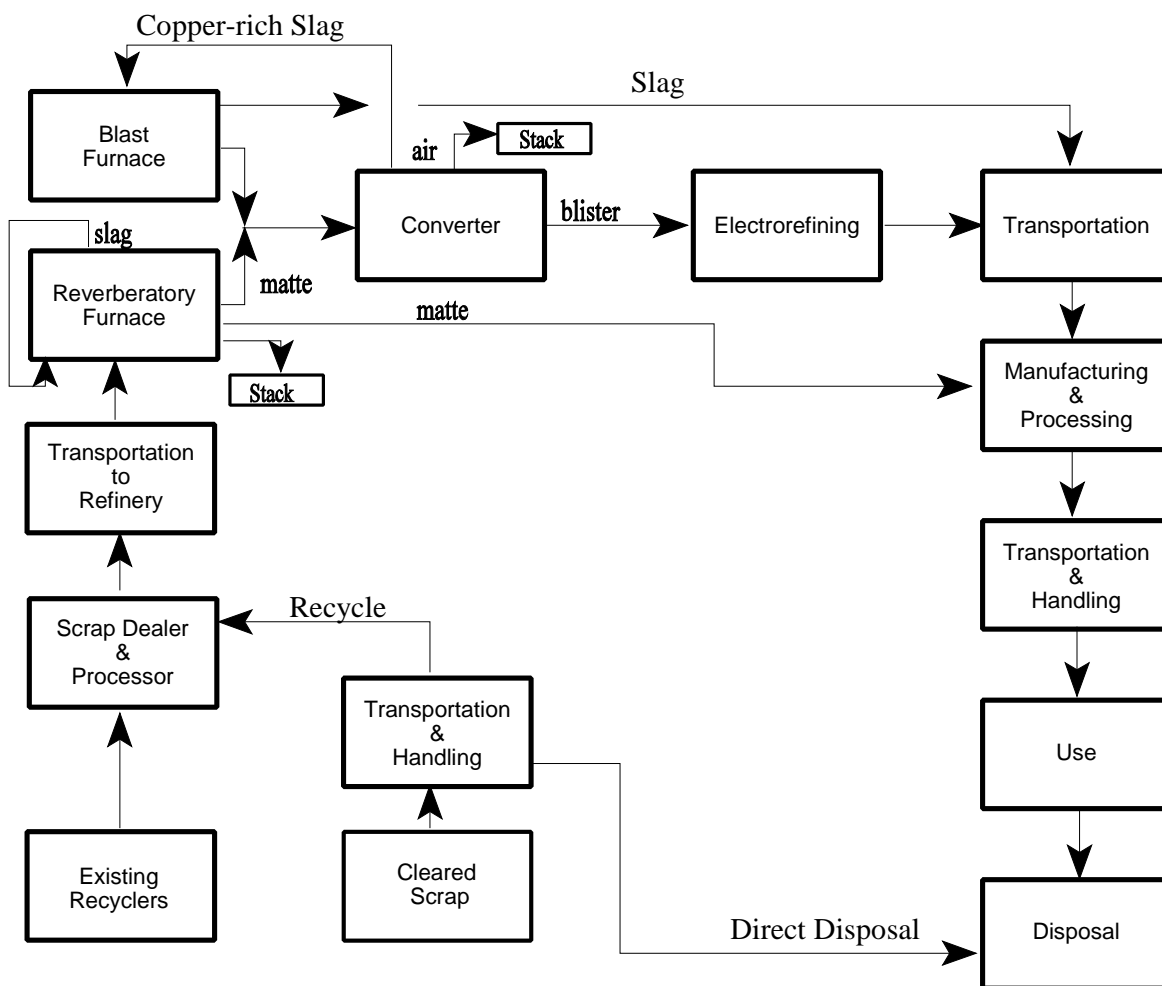 Copper-rich Slag
Slag
Blast
Furnace
air
Stack
Converter
blister
Electrorefining
Transportation
slag
Reverberatory
Furnace
matte
matte
Stack
Manufacturing
&
Processing
Transportation
to
Refinery
Transportation
&
Handling
Recycle
Scrap Dealer
&
Processor
Transportation
&
Handling
Use
Existing
Recyclers
Cleared
Scrap
Direct Disposal
Disposal